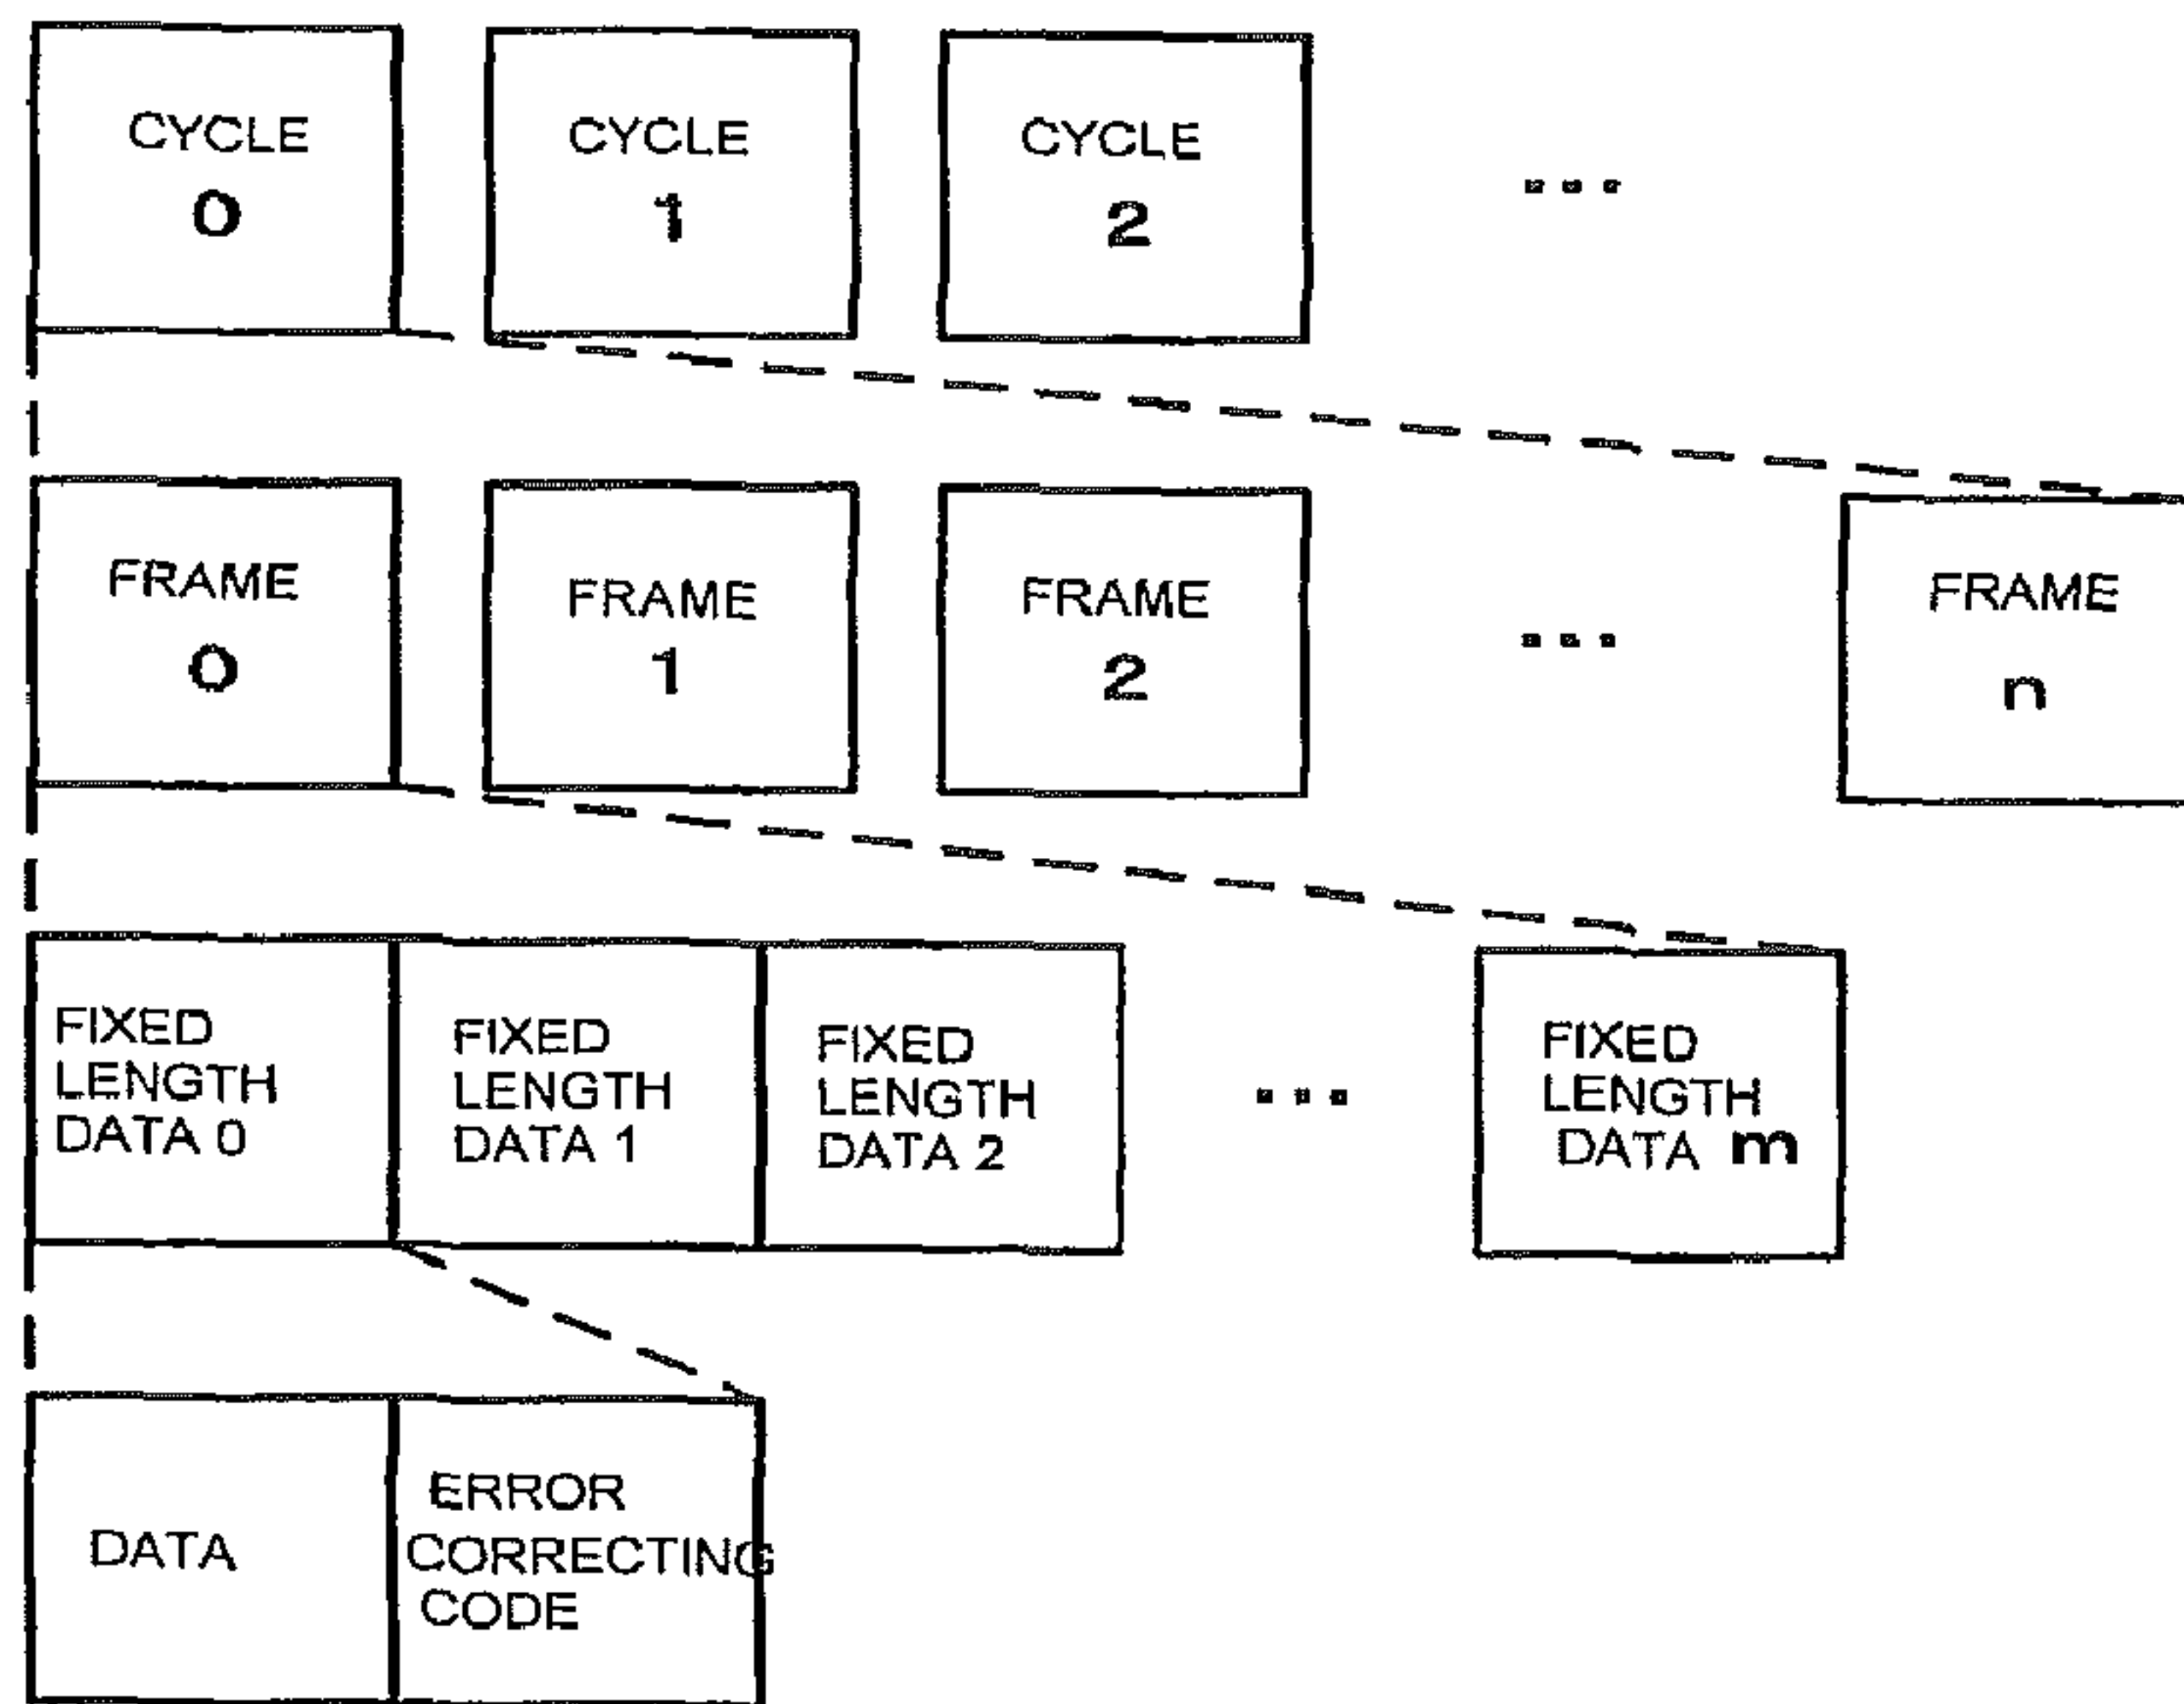 CYCLE
0
CYCLE
1
CYCLE
2
...
FRAME
0
FRAME
1
FRAME
2
...
FRAME
n
FIXED
LENGTH
DATA 0
FIXED
LENGTH
DATA 1
FIXED
LENGTH
DATA 2
...
FIXED
LENGTH
DATA m
DATA
ERROR
CORRECTING
CODE